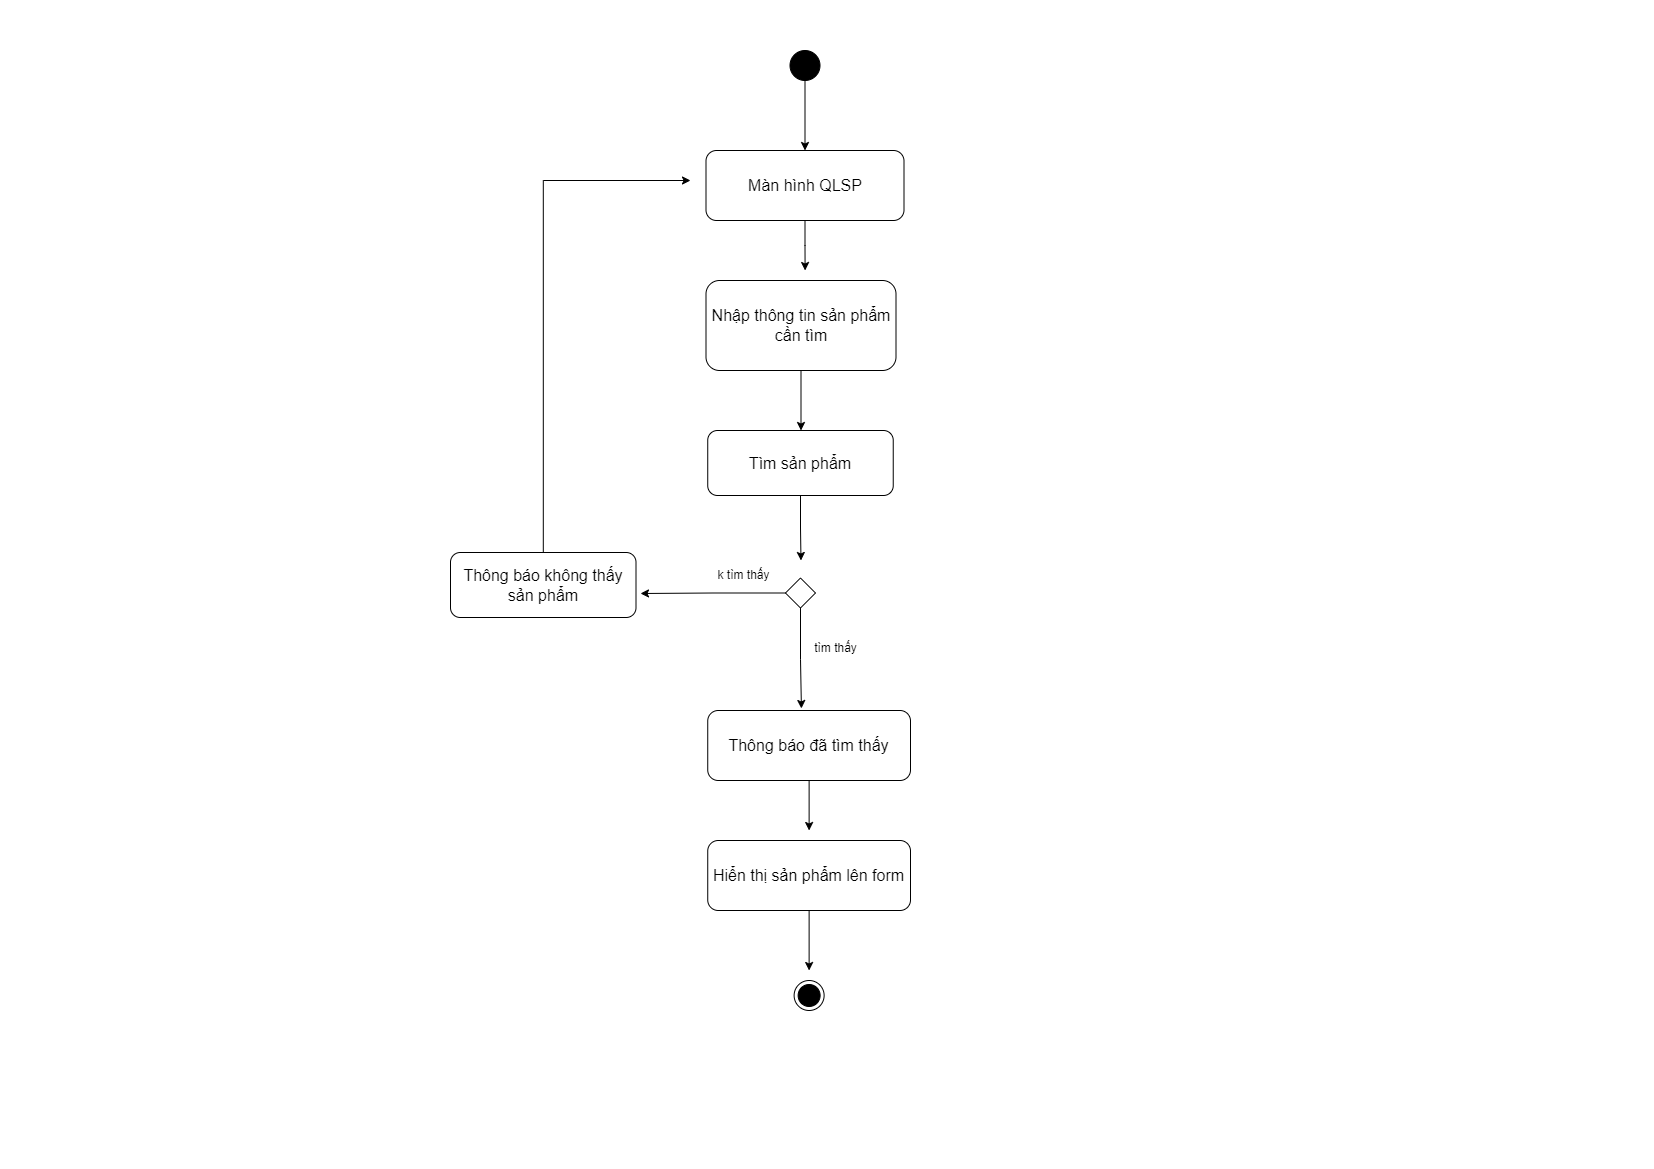 Màn hình QLSP
Nhập thông tin sản phẩm
cần tìm
Tìm sản phẩm
k tìm thấy
Thông báo không thấy
sản phẩm
tìm thấy
Thông báo đã tìm thấy
Hiển thị sản phẩm lên form